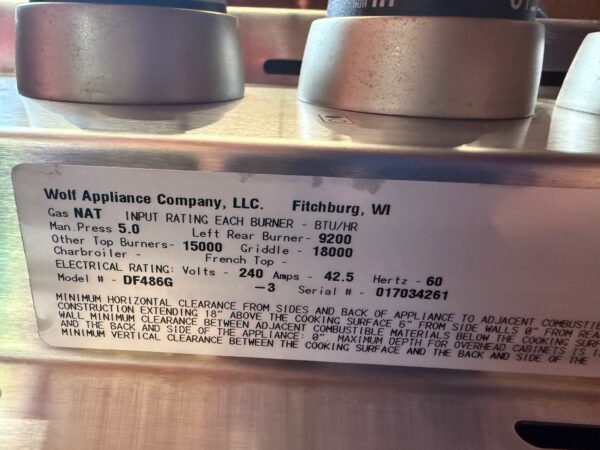 Wolf Appliance Company, LLC. Fitchburg, WI
Gas NAT INPUT RATING EACH BURNER - BTU/HR
Man.Press 5.0 Left Rear Burner- 9200
Other Top Burners- 15000 Griddle - 18000
Charbroiler - French Top -
ELECTRICAL RATING: Volts - 240 Amps - 42.5 Hertz - 60
Model # - DF486G -3 Serial # - 017034261
MINIMUM HORIZONTAL CLEARANCE FROM SIDES AND BACK OF APPLIANCE TO ADJACENT COMBUSTIB
CONSTRUCTION EXTENDING 18" ABOVE THE COOKING SURFACE 6" FROM SIDE WALLS 0" FROM REA
WALL MINIMUM CLEARANCE BETWEEN ADJACENT COMBUSTIBLE MATERIALS BELOW THE COOKING SURF
AND THE BACK AND SIDE OF THE APPLIANCE: 0". MAXIMUM DEPTH FOR OVERHEAD CABINETS IS 13
MINIMUM VERTICAL CLEARANCE BETWEEN THE COOKING SURFACE AND THE BACK AND SIDE OF THE